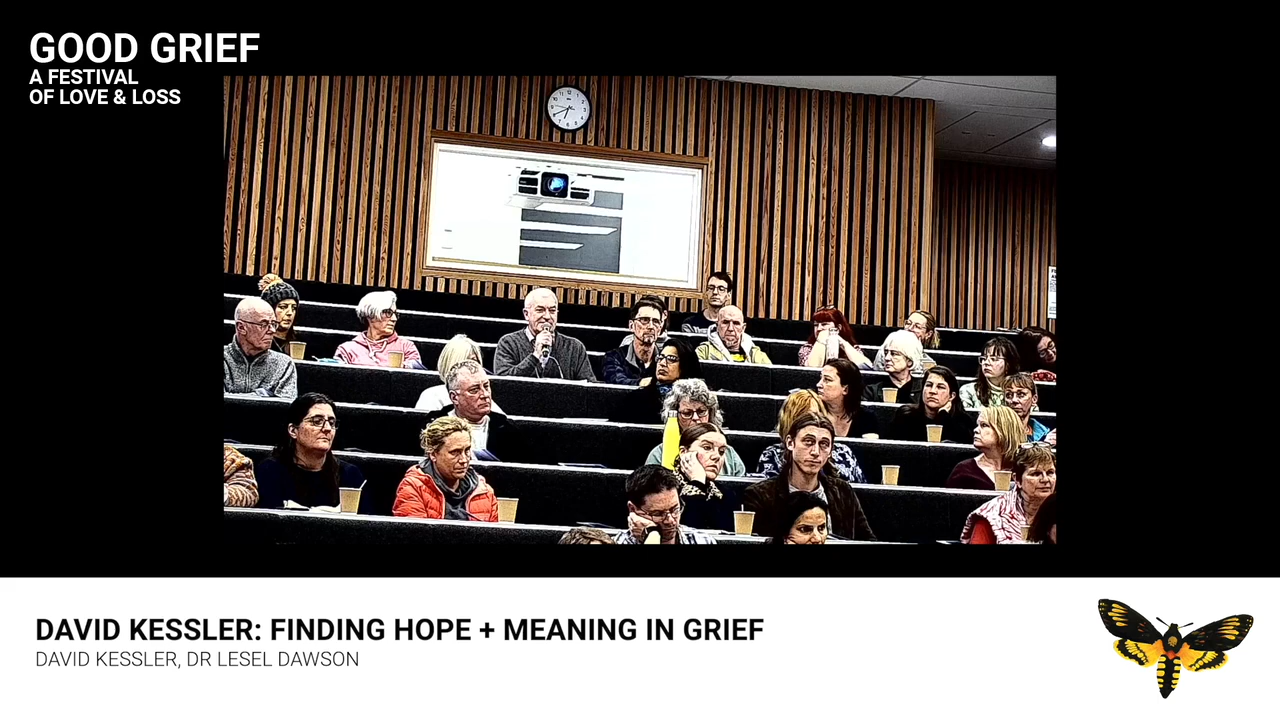 GOOD GRIEF
A FESTIVAL
OF LOVE & LOSS
DAVID KESSLER: FINDING HOPE + MEANING IN GRIEF
DAVID KESSLER, DR LESEL DAWSON